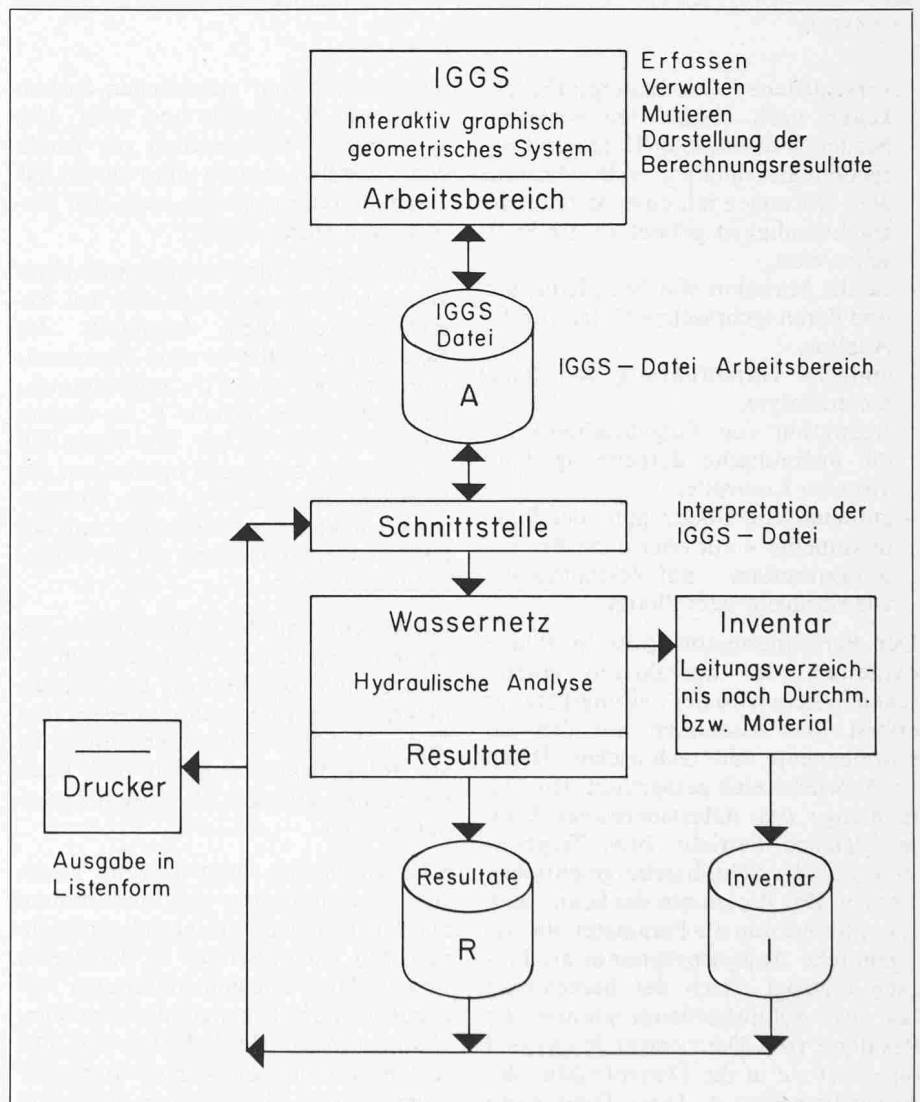 IGGS
Interaktiv graphisch
geometrisches System
Arbeitsbereich
Erfassen
Verwalten
Mutieren
Darstellung der
Berechnungsresultate
IGGS
Datei
A
IGGS – Datei Arbeitsbereich
Schnittstelle
Interpretation der
IGGS – Datei
Wassernetz
Hydraulische Analyse
Resultate
Inventar
Leitungsverzeich-
nis nach Durchm.
bzw. Material
Drucker
Ausgabe in
Listenform
Resultate
R
Inventar
I